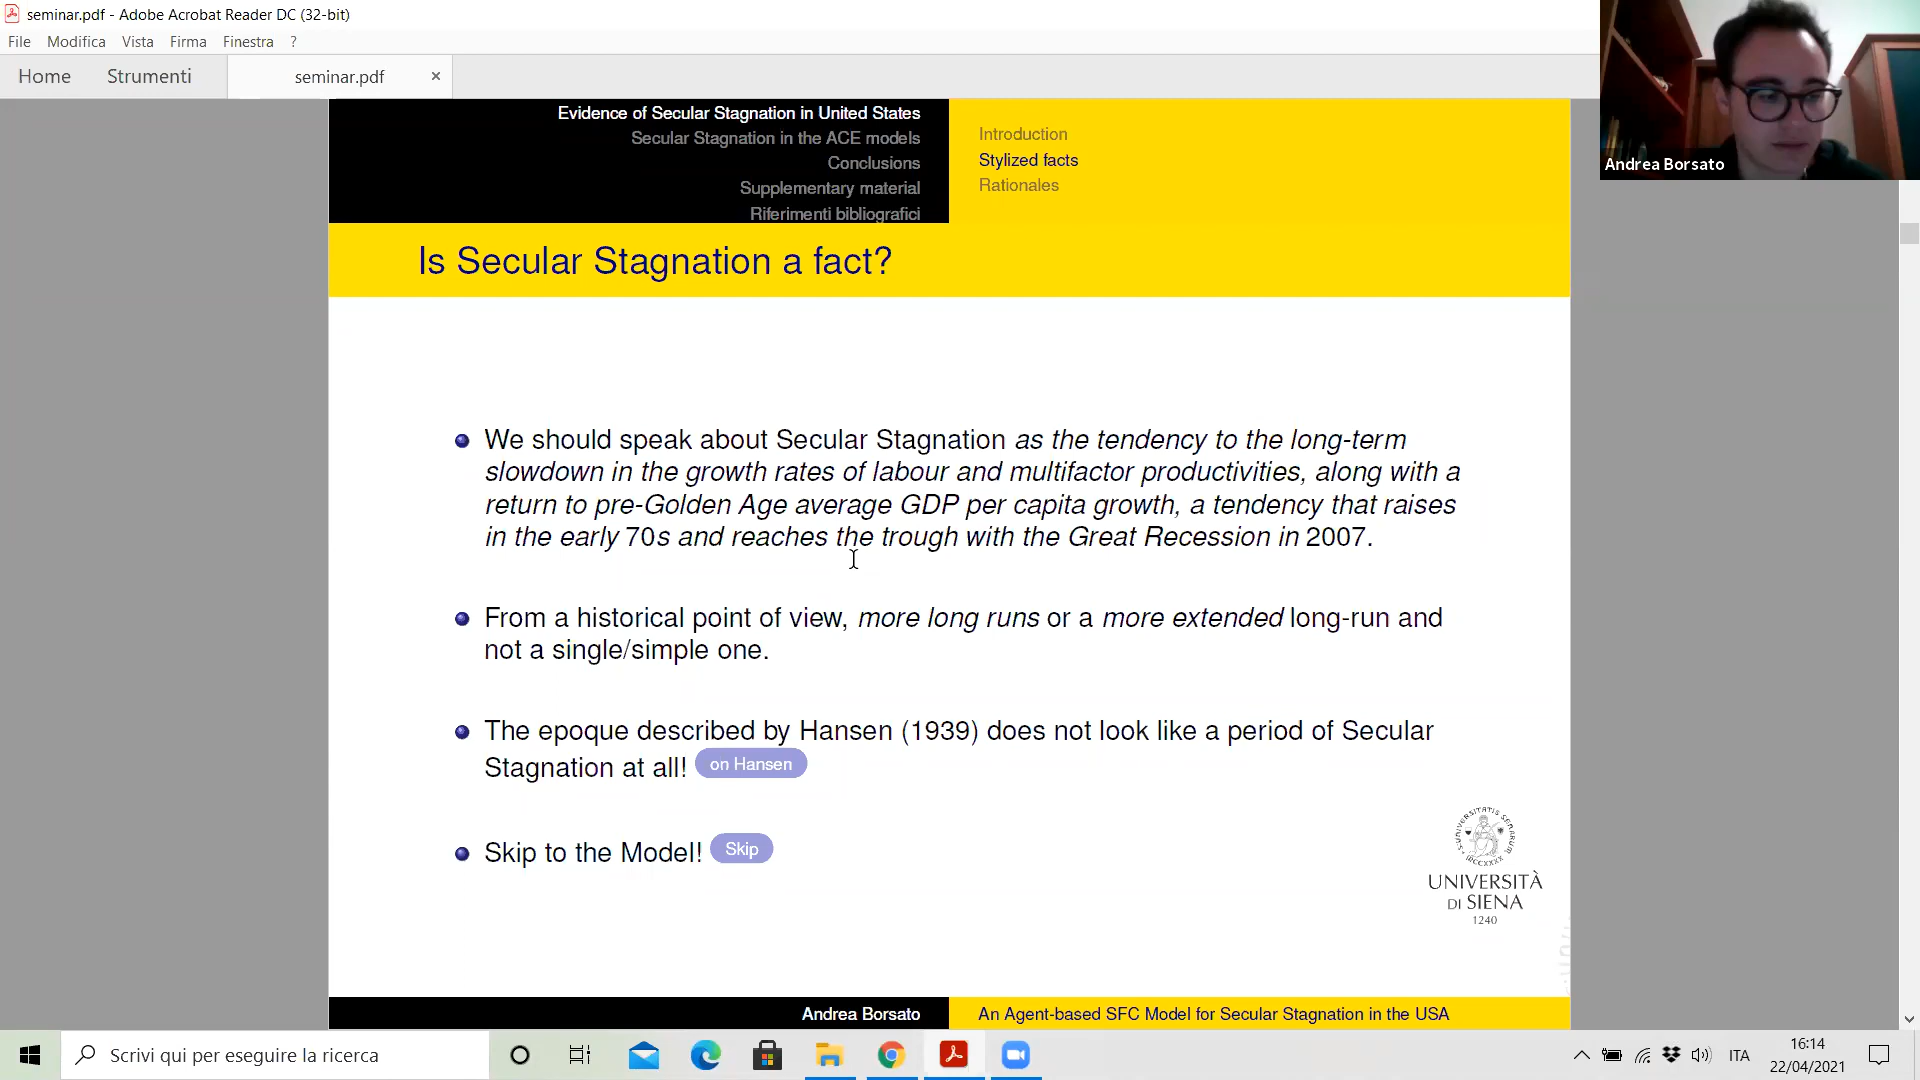 seminar.pdf - Adobe Acrobat Reader DC (32-bit)
File Modifica Vista Firma Finestra ?
Home Strumenti seminar.pdf ×
Evidence of Secular Stagnation in United States
Secular Stagnation in the ACE models
Conclusions
Supplementary material
Riferimenti bibliografici
Introduction
Stylized facts
Rationales
Andrea Borsato
Is Secular Stagnation a fact?
We should speak about Secular Stagnation as the tendency to the long-term
slowdown in the growth rates of labour and multifactor productivities, along with a
return to pre-Golden Age average GDP per capita growth, a tendency that raises
in the early 70s and reaches the trough with the Great Recession in 2007.
From a historical point of view, more long runs or a more extended long-run and
not a single/simple one.
The epoque described by Hansen (1939) does not look like a period of Secular
Stagnation at all! on Hansen
Skip to the Model! Skip
UNIVERSITÀ
DI SIENA
1240
Andrea Borsato An Agent-based SFC Model for Secular Stagnation in the USA
Scrivi qui per eseguire la ricerca
ITA
16:14
22/04/2021